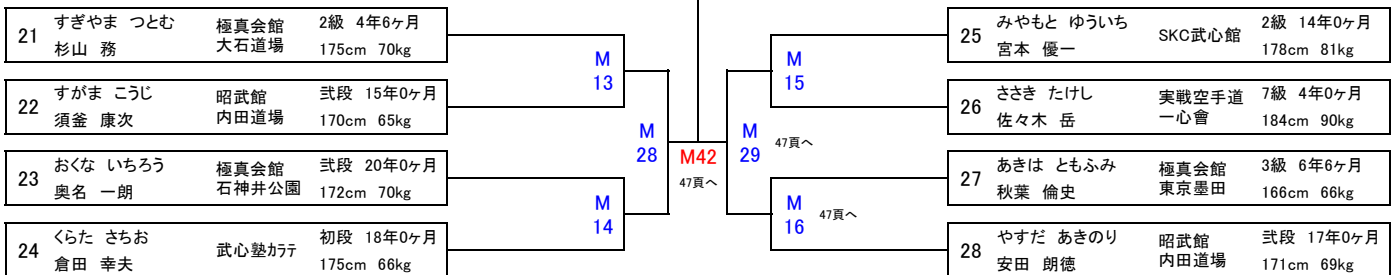 21 すぎやま つとむ 極真会館 2級 4年6ヶ月
杉山 務 大石道場 175cm 70kg
22 すがま こうじ 昭武館 弐段 15年0ヶ月
須釜 康次 内田道場 170cm 65kg
23 おくな いちろう 極真会館 弐段 20年0ヶ月
奥名 一朗 石神井公園 172cm 70kg
24 くらた さちお 武心塾カラテ 初段 18年0ヶ月
倉田 幸夫 175cm 66kg
M
13
M
14
M
28
M42
47頁へ
M
29
47頁へ
M
15
M
16
47頁へ
25 みやもと ゆういち SKC武心館 2級 14年0ヶ月
宮本 優一 178cm 81kg
26 ささき たけし 実戦空手道 7級 4年0ヶ月
佐々木 岳 一心會 184cm 90kg
27 あきは ともふみ 極真会館 3級 6年6ヶ月
秋葉 倫史 東京墨田 166cm 66kg
28 やすだ あきのり 昭武館 弐段 17年0ヶ月
安田 朗徳 内田道場 171cm 69kg